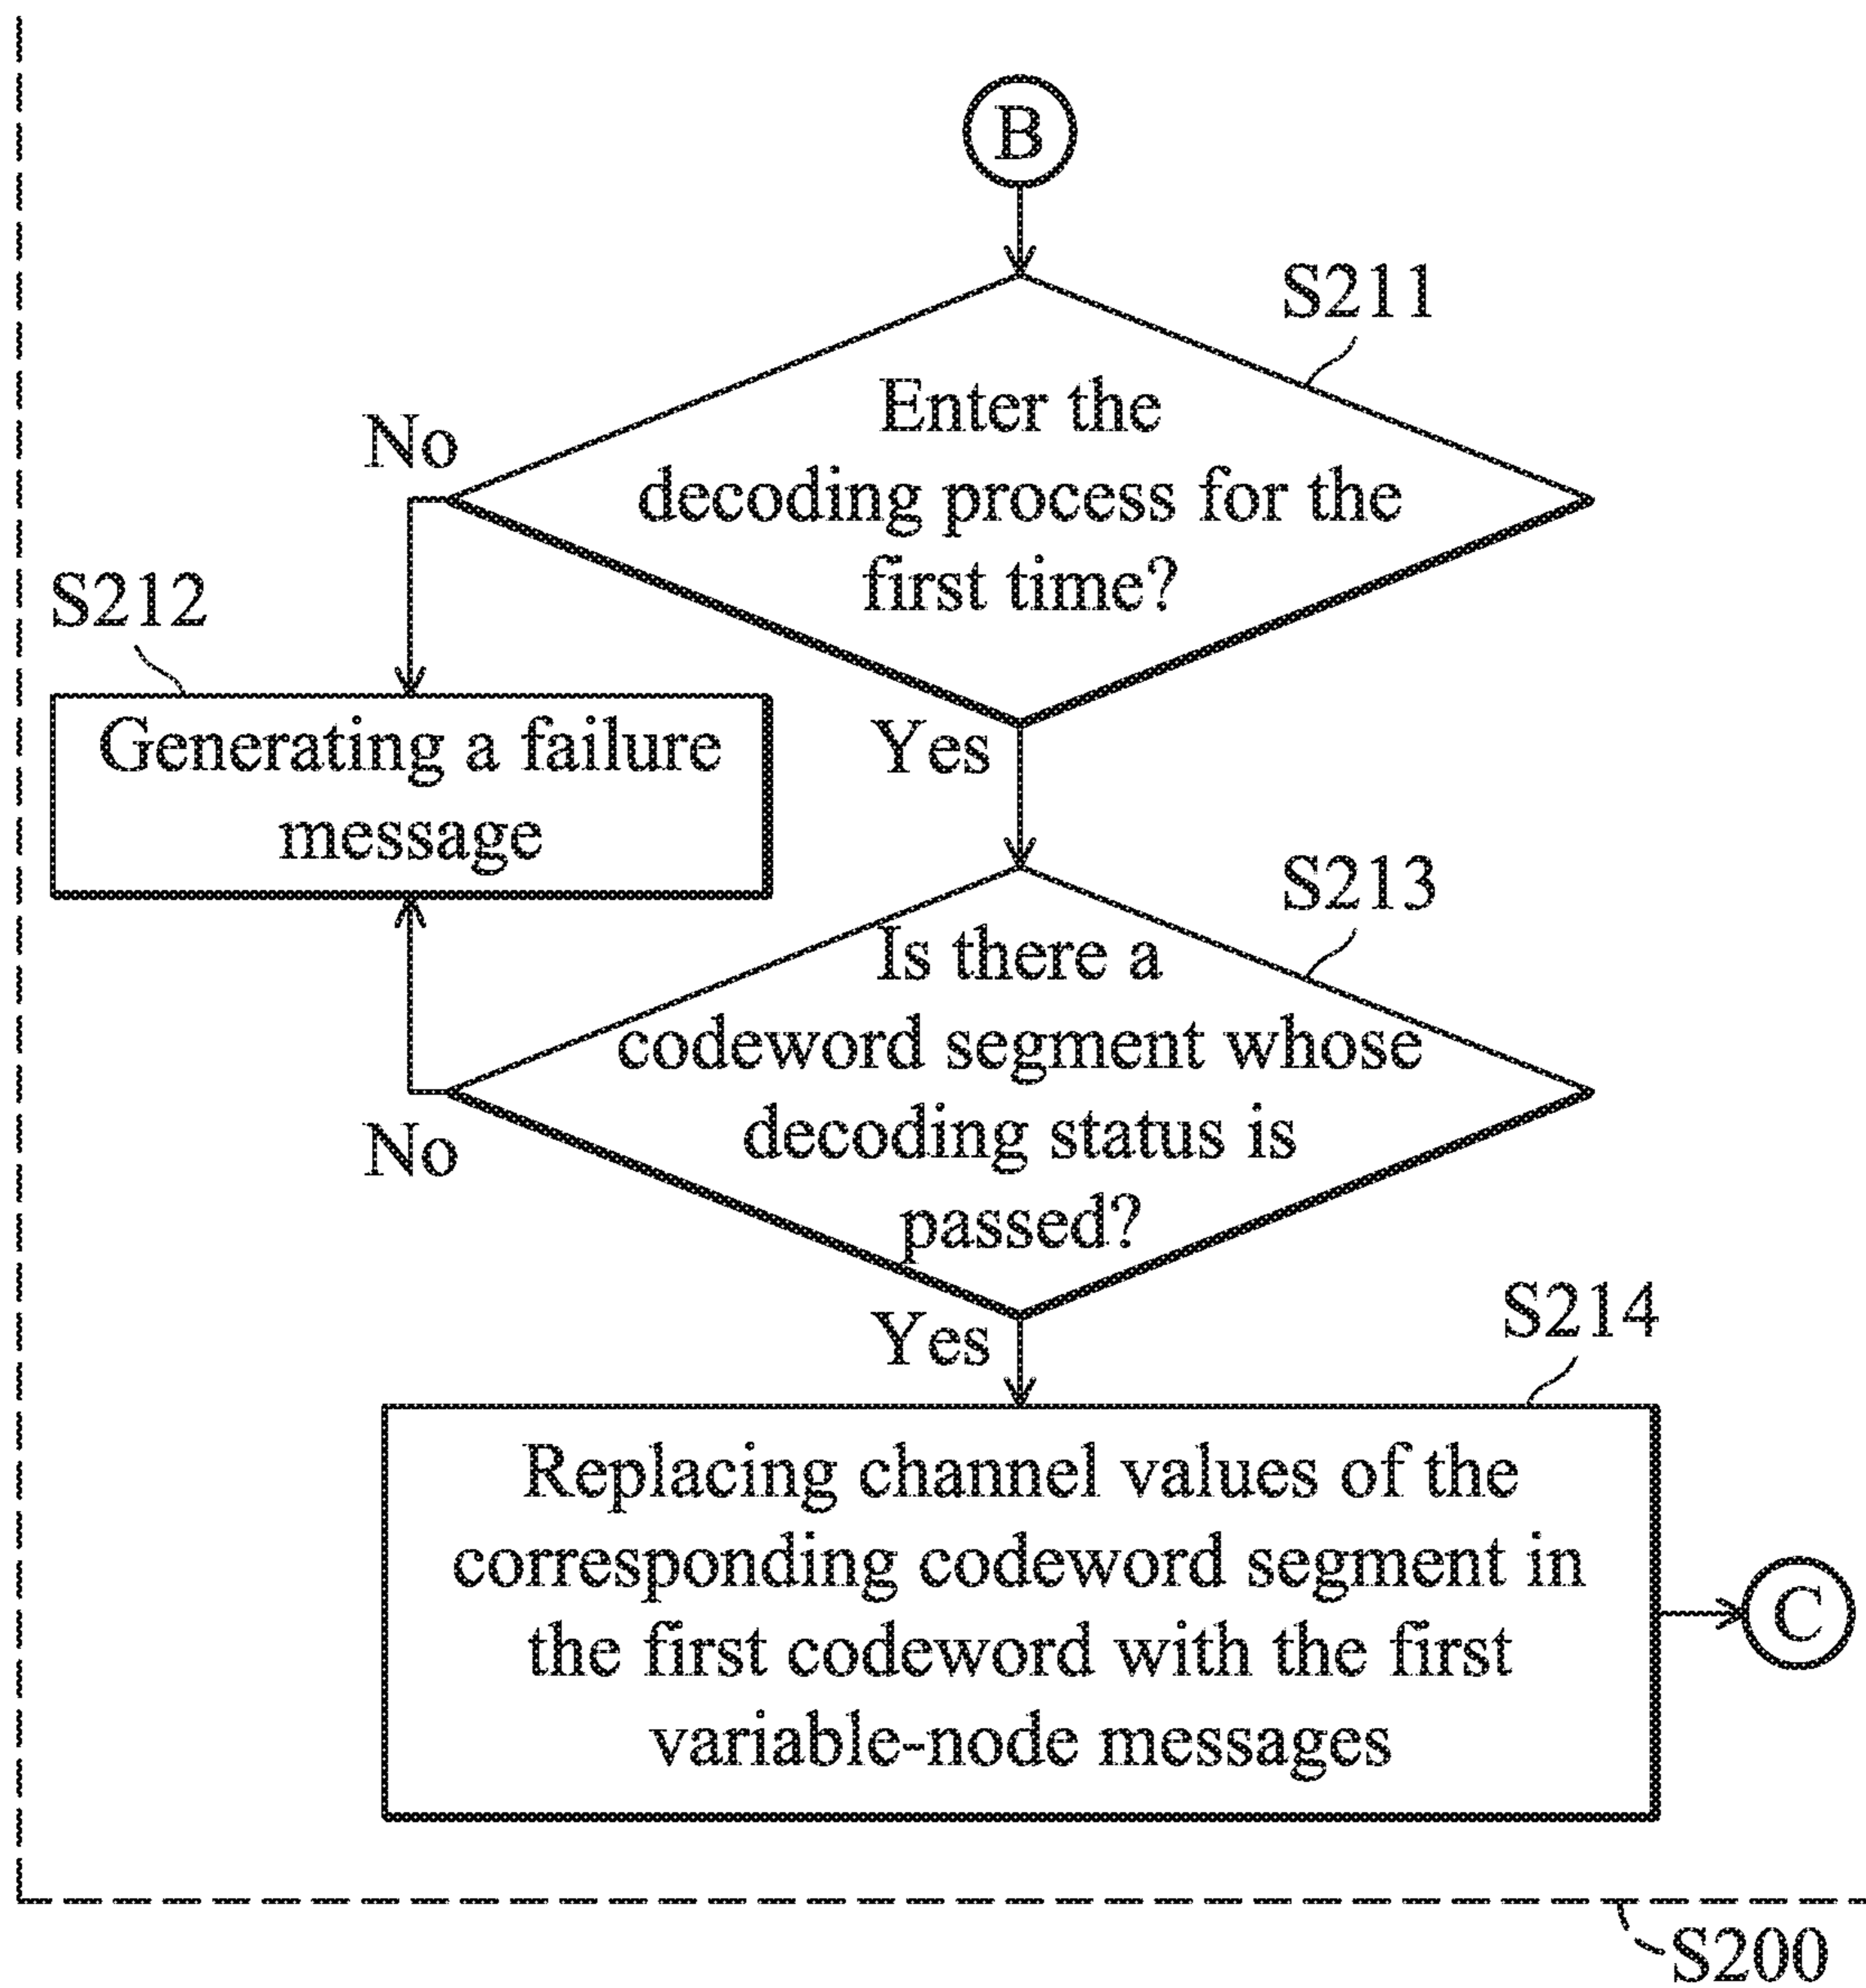 B
S211
Enter the
decoding process for the
first time?
No
S212
Generating a failure
message
Yes
S213
Is there a
codeword segment whose
decoding status is
passed?
No
Yes
S214
Replacing channel values of the
corresponding codeword segment in
the first codeword with the first
variable-node messages
C
S200